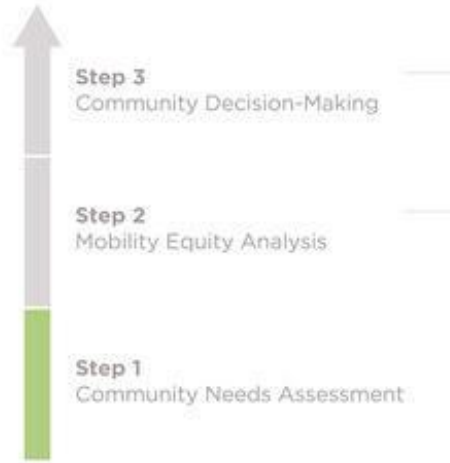 Step 3
Community Decision-Making
Step 2
Mobility Equity Analysis
Step 1
Community Needs Assessment